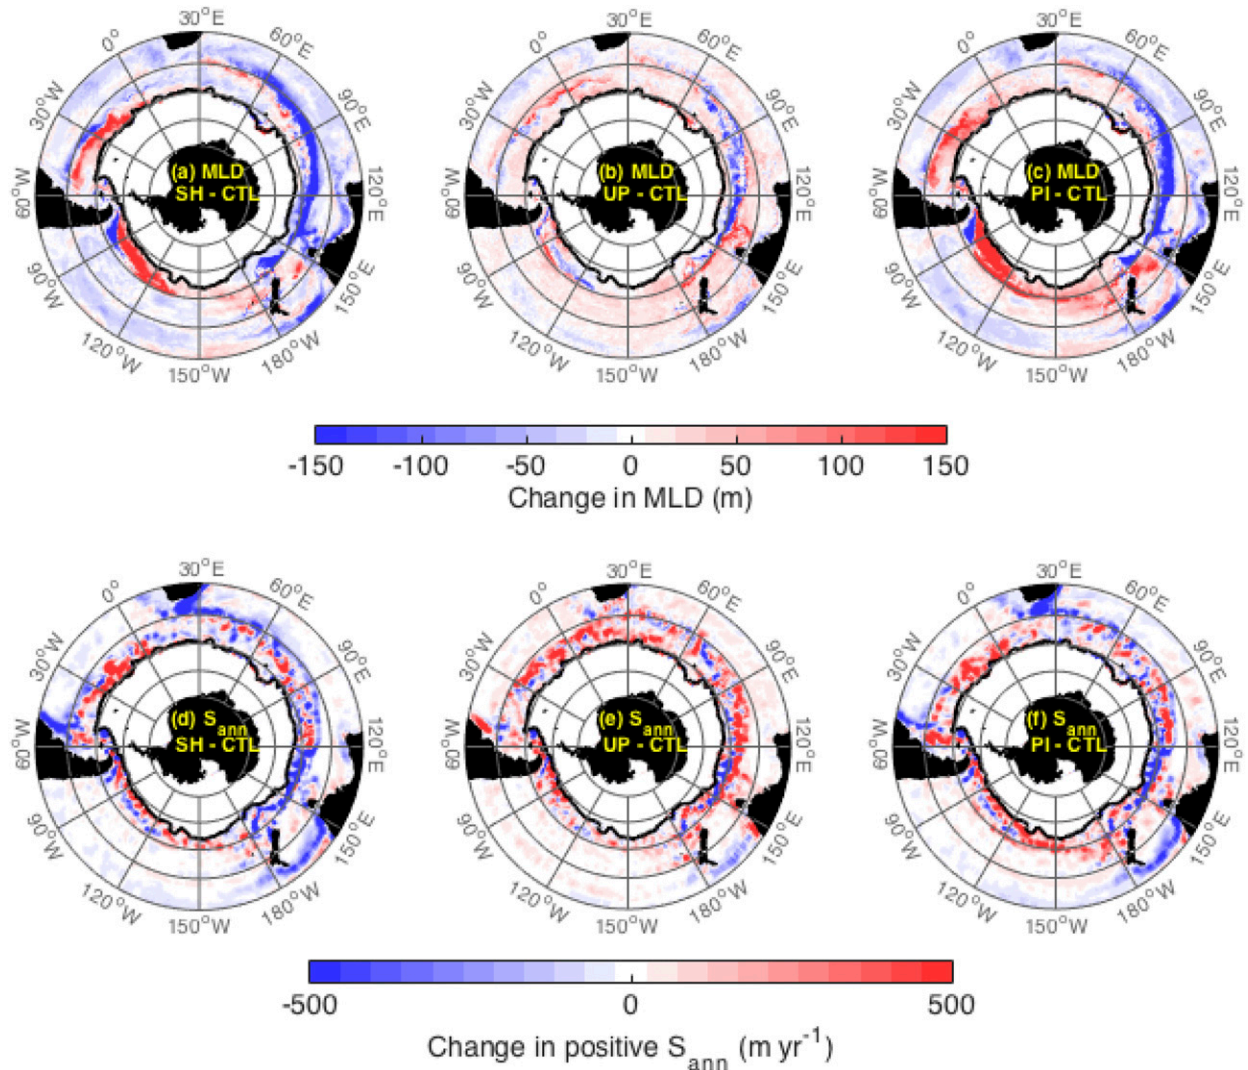 30°E 30°E 30°E
0° 60°E 0° 60°E 0° 60°E
30°W 90°E 30°W 90°E 30°W 90°E
(a) MLD (b) MLD (c) MLD
SH - CTL UP - CTL PI - CTL
60°W 120°E 60°W 120°E 60°W 120°E
90°W 150°E 90°W 150°E 90°W 150°E
120°W 180°W 120°W 180°W 120°W 180°W
150°W 150°W 150°W
-150 -100 -50 0 50 100 150
Change in MLD (m)
30°E 30°E 30°E
0° 60°E 0° 60°E 0° 60°E
30°W 90°E 30°W 90°E 30°W 90°E
(d) S_ann (e) S_ann (f) S_ann
SH - CTL UP - CTL PI - CTL
60°W 120°E 60°W 120°E 60°W 120°E
90°W 150°E 90°W 150°E 90°W 150°E
120°W 180°W 120°W 180°W 120°W 180°W
150°W 150°W 150°W
-500 0 500
Change in positive S_ann (m yr⁻¹)